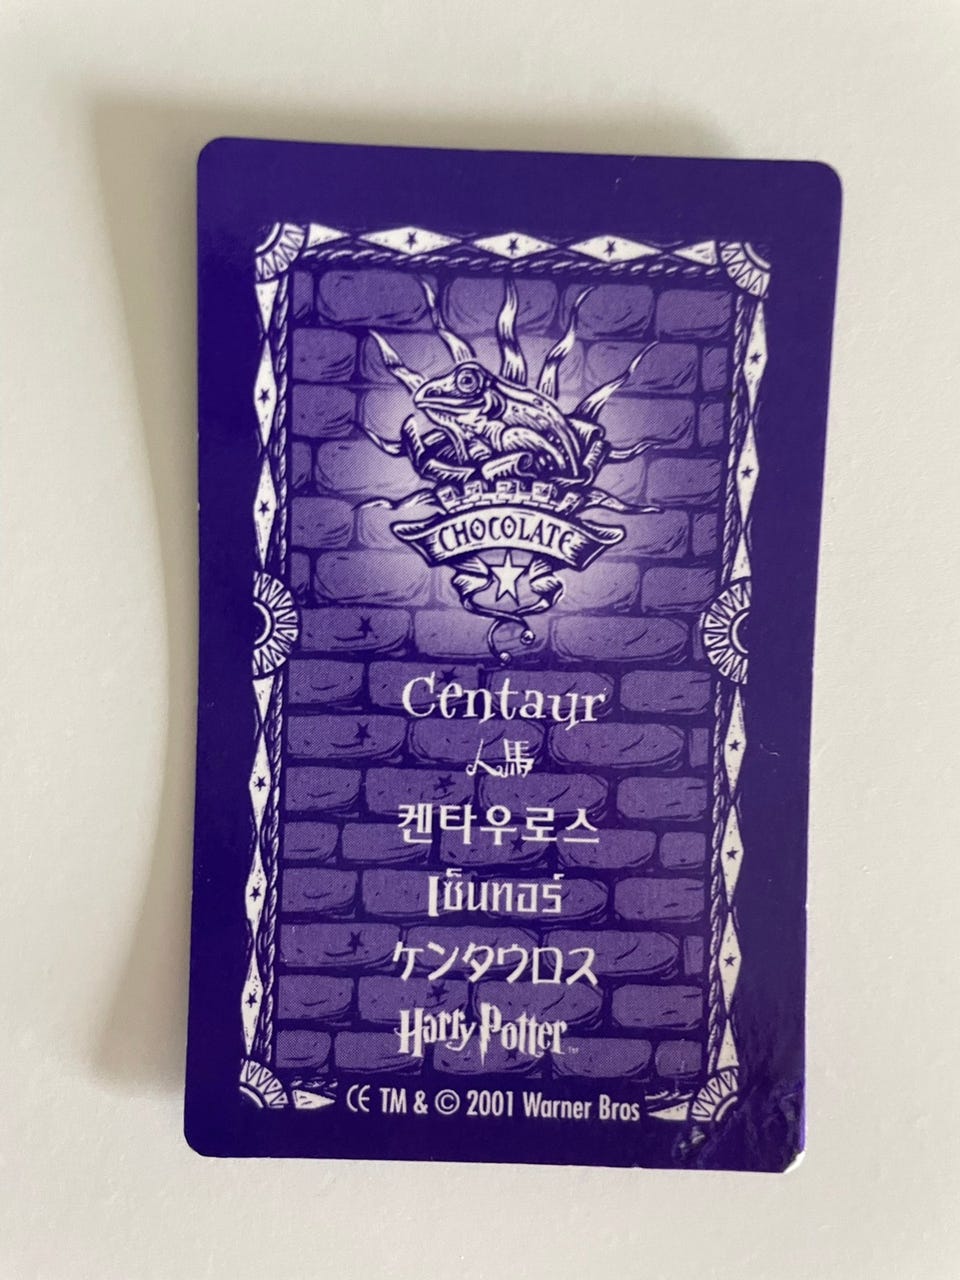 CHOCOLATE
Centaur
人馬
켄타우로스
เซ็นทอร์
ケンタウロス
Harry Potter™
CE TM & © 2001 Warner Bros